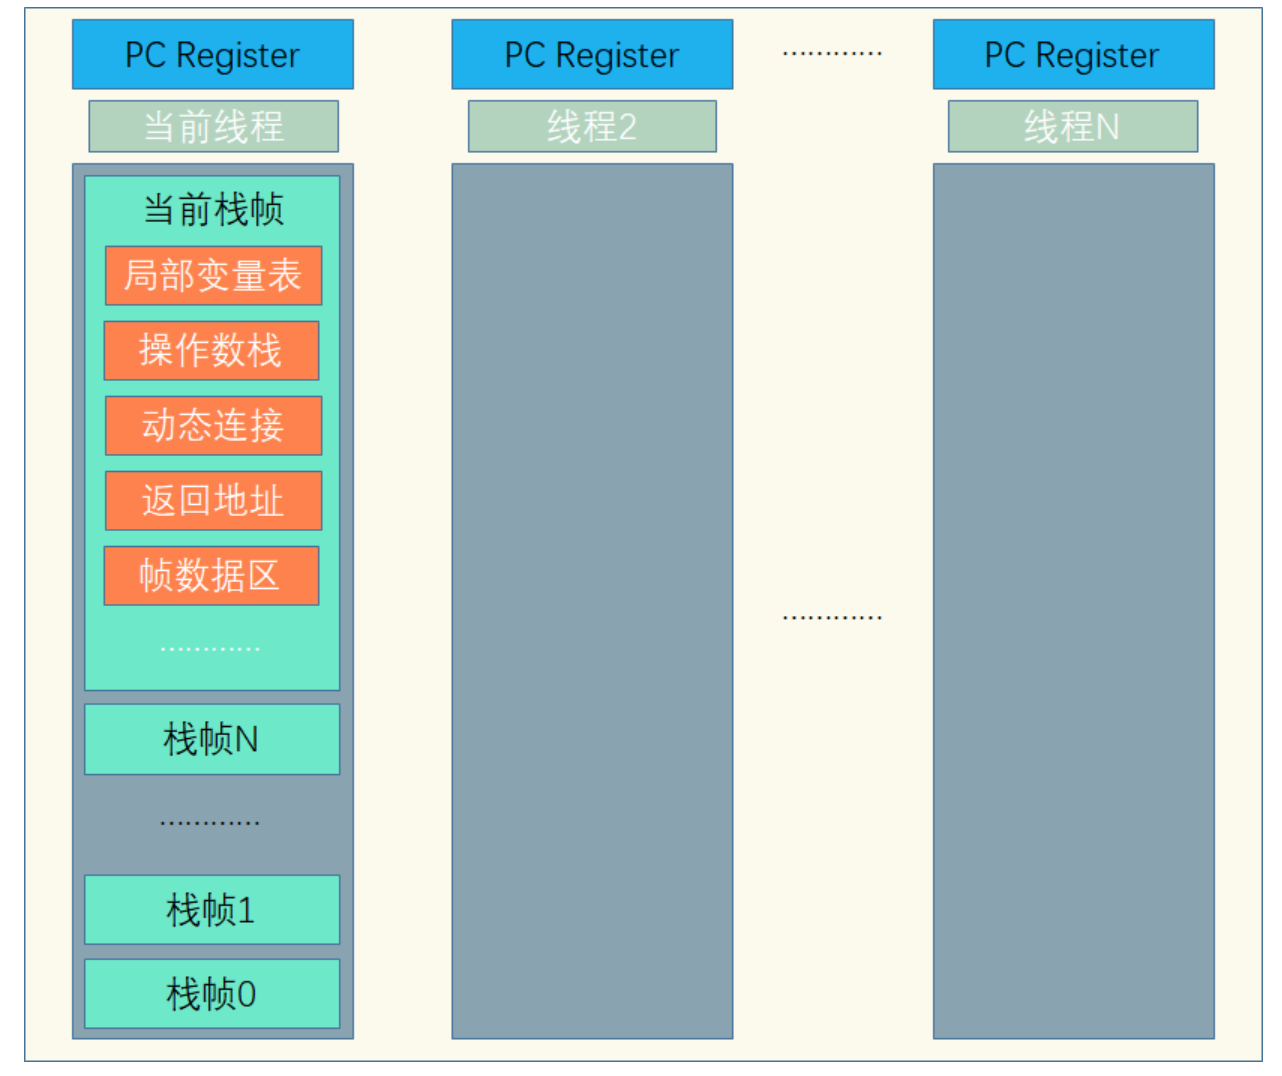 PC Register
PC Register
…………
PC Register
当前线程
线程2
线程N
当前栈帧
局部变量表
操作数栈
动态连接
返回地址
帧数据区
…………
…………
栈帧N
…………
栈帧1
栈帧0